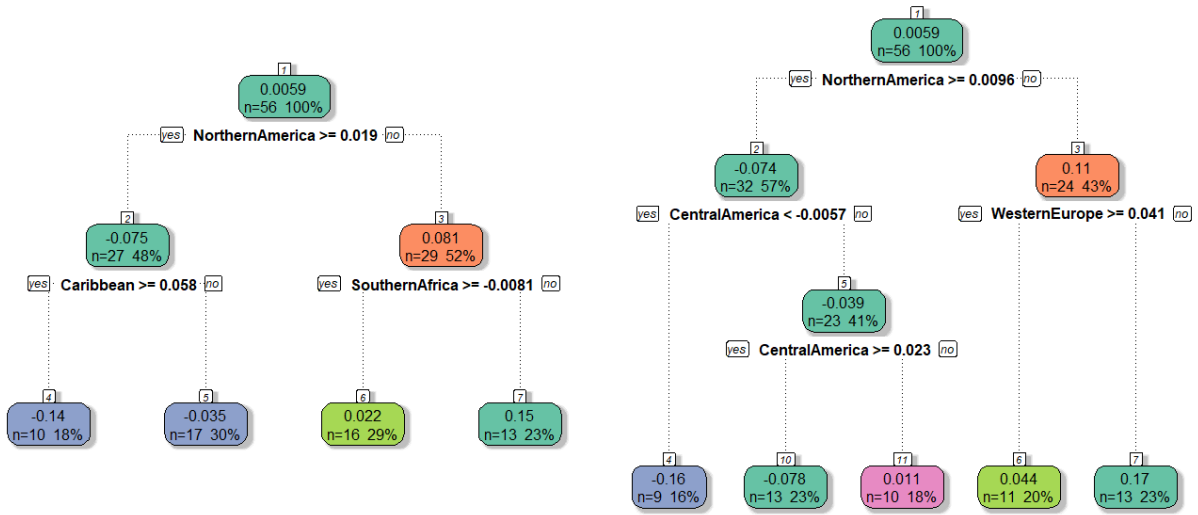 1
0.0059
n=56 100%
yes NorthernAmerica >= 0.019 no
2
-0.075
n=27 48%
3
0.081
n=29 52%
yes Caribbean >= 0.058 no
yes SouthernAfrica >= -0.0081 no
4
-0.14
n=10 18%
5
-0.035
n=17 30%
6
0.022
n=16 29%
7
0.15
n=13 23%
1
0.0059
n=56 100%
yes NorthernAmerica >= 0.0096 no
2
-0.074
n=32 57%
3
0.11
n=24 43%
yes CentralAmerica < -0.0057 no
yes WesternEurope >= 0.041 no
5
-0.039
n=23 41%
yes CentralAmerica >= 0.023 no
4
-0.16
n=9 16%
10
-0.078
n=13 23%
11
0.011
n=10 18%
6
0.044
n=11 20%
7
0.17
n=13 23%